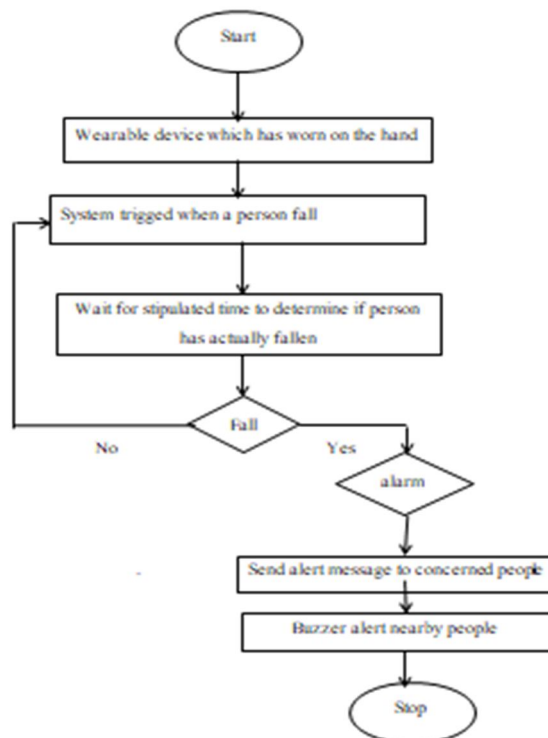 Start
Wearable device which has worn on the hand
System trigged when a person fall
Wait for stipulated time to determine if person
has actually fallen
Fall
No
Yes
alarm
Send alert message to concerned people
Buzzer alert nearby people
Stop